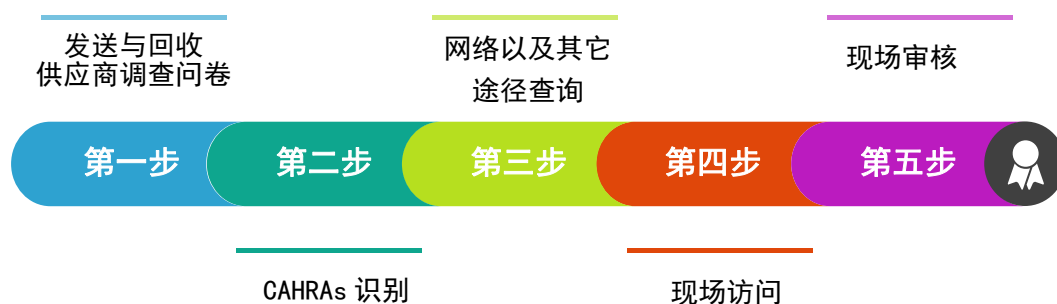 发送与回收
供应商调查问卷
网络以及其它
途径查询
现场审核
第一步
第二步
第三步
第四步
第五步
CAHRAs 识别
现场访问